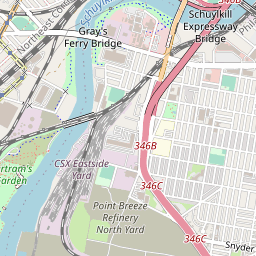 Schuylkill
Gray's
Ferry Bridge
Schuylkill
Expressway
Bridge
Northeast Co
346B
CSX Eastside
Yard
artram's
Garden
346C
Point Breeze
Refinery
North Yard
346C
Snyder